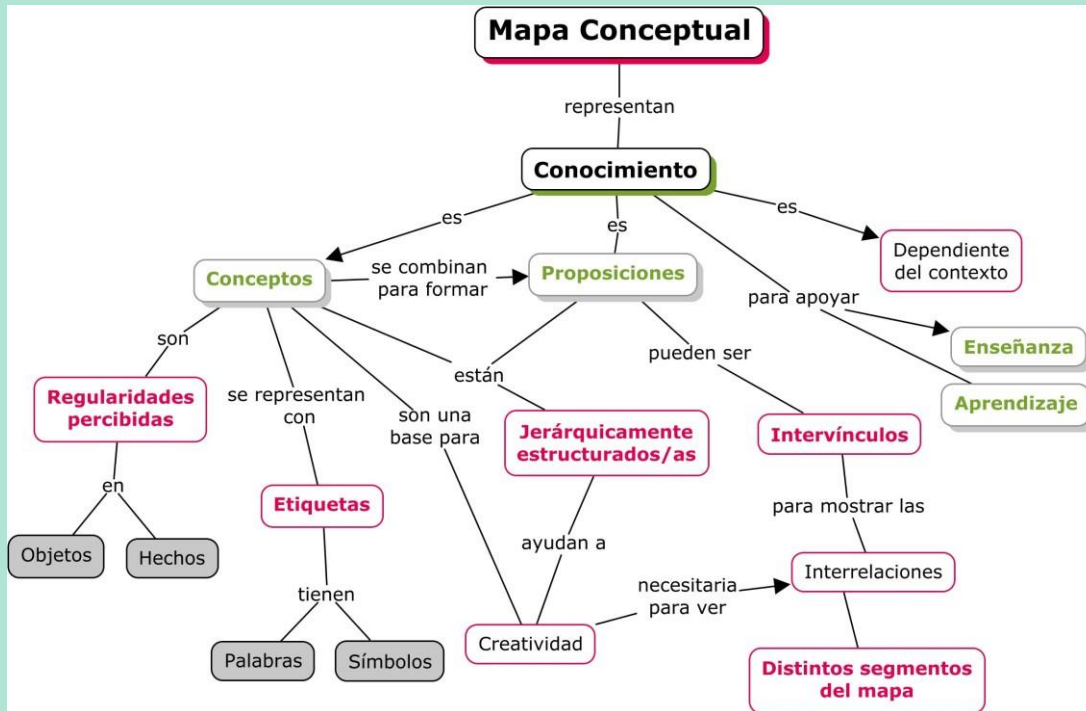 Mapa Conceptual
representan
Conocimiento
es
es
es
Dependiente
del contexto
Conceptos
se combinan
para formar
Proposiciones
para apoyar
Enseñanza
Aprendizaje
son
Regularidades
percibidas
en
Objetos
Hechos
se representan
con
Etiquetas
tienen
Palabras
Símbolos
son una
base para
están
Jerárquicamente
estructurados/as
ayudan a
Creatividad
necesitaria
para ver
pueden ser
Intervínculos
para mostrar las
Interrelaciones
Distintos segmentos
del mapa